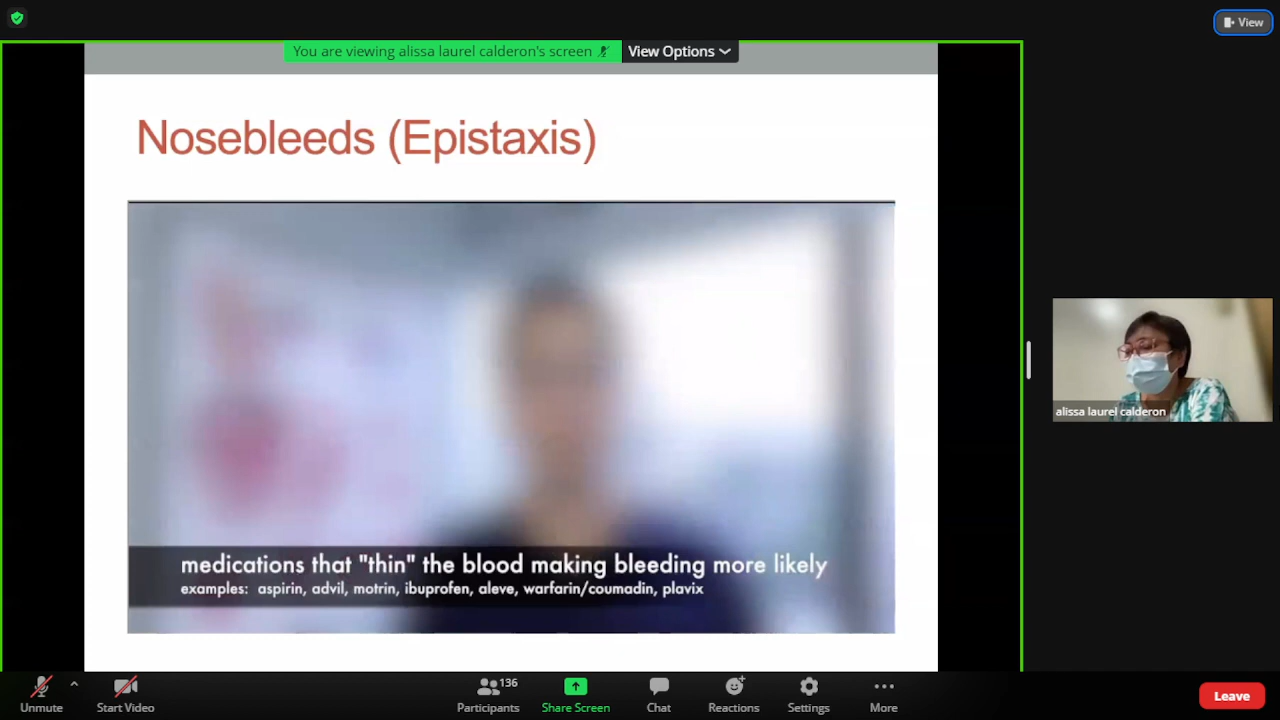 View
You are viewing alissa laurel calderon's screen
View Options
Nosebleeds (Epistaxis)
medications that "thin" the blood making bleeding more likely
examples: aspirin, advil, motrin, ibuprofen, aleve, warfarin/coumadin, plavix
alissa laurel calderon
136
Unmute
Start Video
Participants
Share Screen
Chat
Reactions
Settings
More
Leave